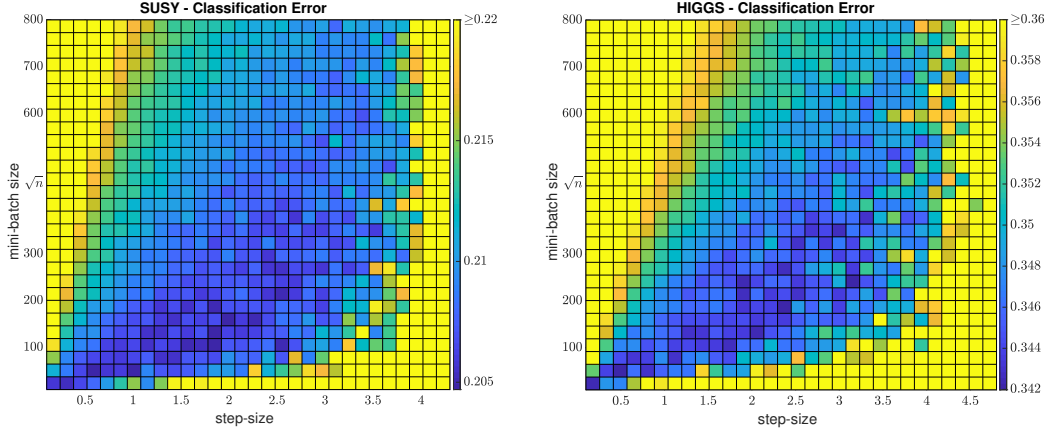 SUSY - Classification Error
800
700
600
√n
300
200
100
mini-batch size
0.5 1 1.5 2 2.5 3 3.5 4
step-size
≥0.22
0.215
0.21
0.205
HIGGS - Classification Error
800
700
600
√n
300
200
100
mini-batch size
0.5 1 1.5 2 2.5 3 3.5 4 4.5
step-size
≥0.36
0.358
0.356
0.354
0.352
0.35
0.348
0.346
0.344
0.342